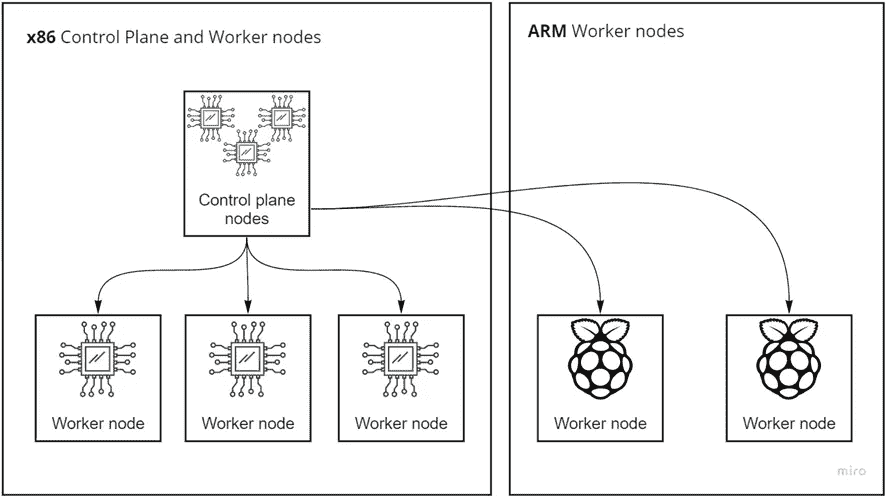 x86 Control Plane and Worker nodes
ARM Worker nodes
Control plane
nodes
Worker node
Worker node
Worker node
Worker node
Worker node
miro